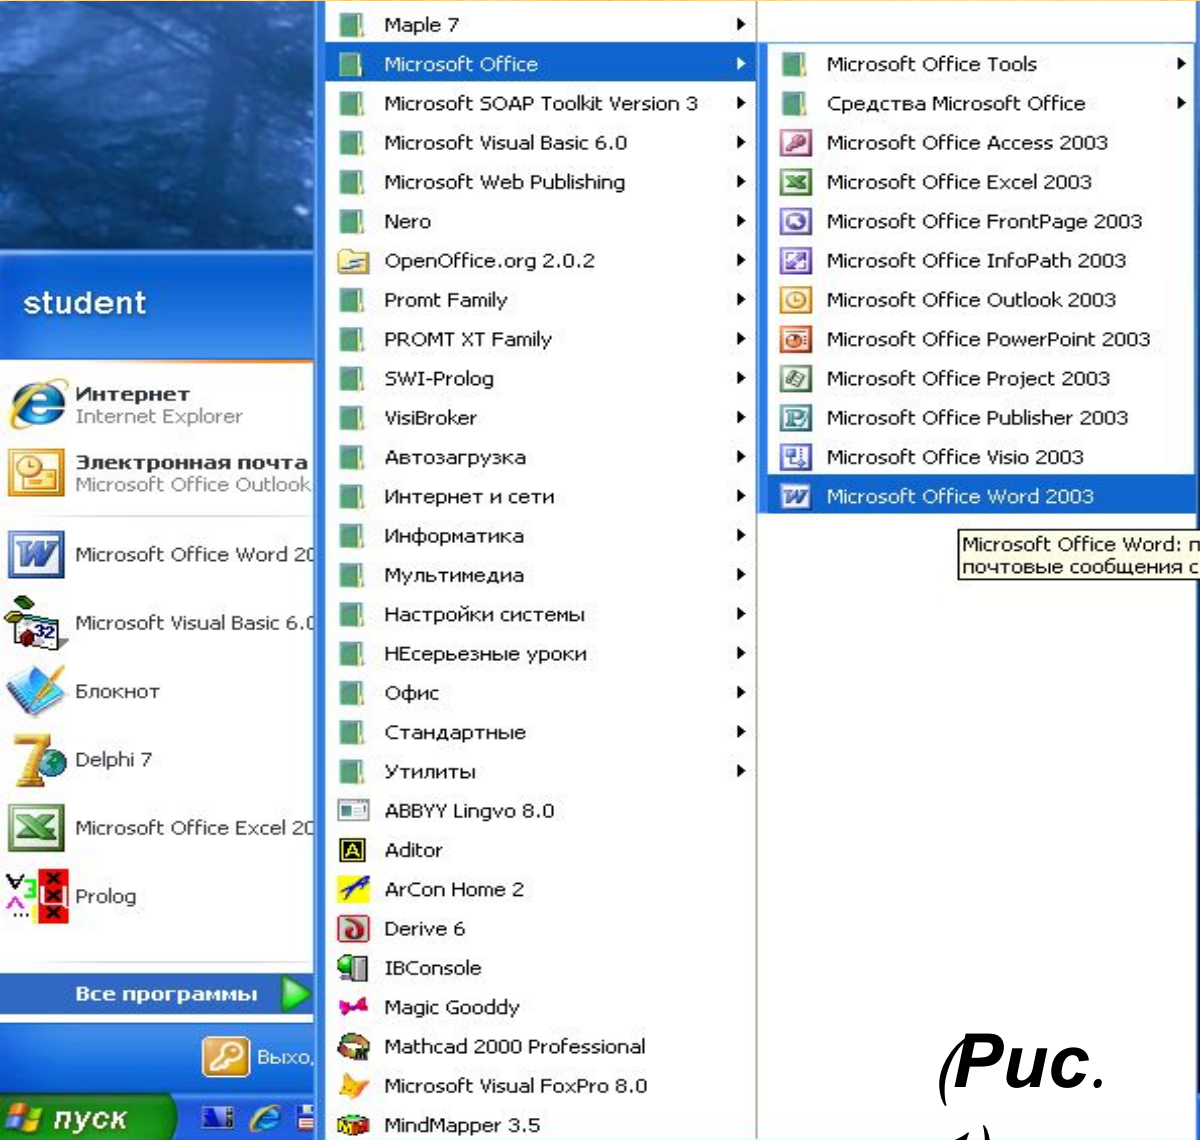 student
Интернет
Internet Explorer
Электронная почта
Microsoft Office Outlook
Microsoft Office Word 20
Microsoft Visual Basic 6.0
Блокнот
Delphi 7
Microsoft Office Excel 20
Prolog
Все программы
Выхо
пуск
Maple 7
Microsoft Office
Microsoft SOAP Toolkit Version 3
Microsoft Visual Basic 6.0
Microsoft Web Publishing
Nero
OpenOffice.org 2.0.2
Promt Family
PROMT XT Family
SWI-Prolog
VisiBroker
Автозагрузка
Интернет и сети
Информатика
Мультимедиа
Настройки системы
НЕсерьезные уроки
Офис
Стандартные
Утилиты
ABBYY Lingvo 8.0
Aditor
ArCon Home 2
Derive 6
IBConsole
Magic Gooddy
Mathcad 2000 Professional
Microsoft Visual FoxPro 8.0
MindMapper 3.5
Microsoft Office Tools
Средства Microsoft Office
Microsoft Office Access 2003
Microsoft Office Excel 2003
Microsoft Office FrontPage 2003
Microsoft Office InfoPath 2003
Microsoft Office Outlook 2003
Microsoft Office PowerPoint 2003
Microsoft Office Project 2003
Microsoft Office Publisher 2003
Microsoft Office Visio 2003
Microsoft Office Word 2003
Microsoft Office Word: п
почтовые сообщения с
(Рис.